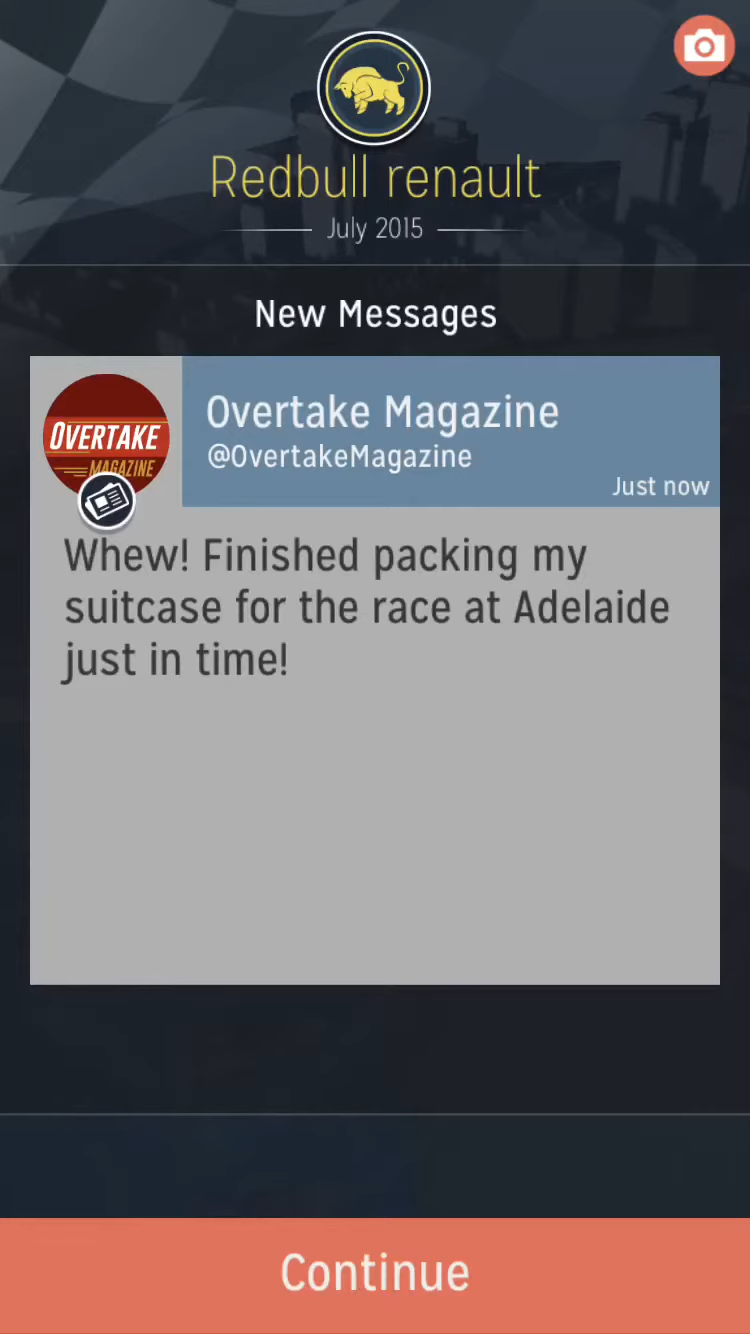 Redbull renault
July 2015
New Messages
OVERTAKE
MAGAZINE
Overtake Magazine
@OvertakeMagazine
Just now
Whew! Finished packing my
suitcase for the race at Adelaide
just in time!
Continue